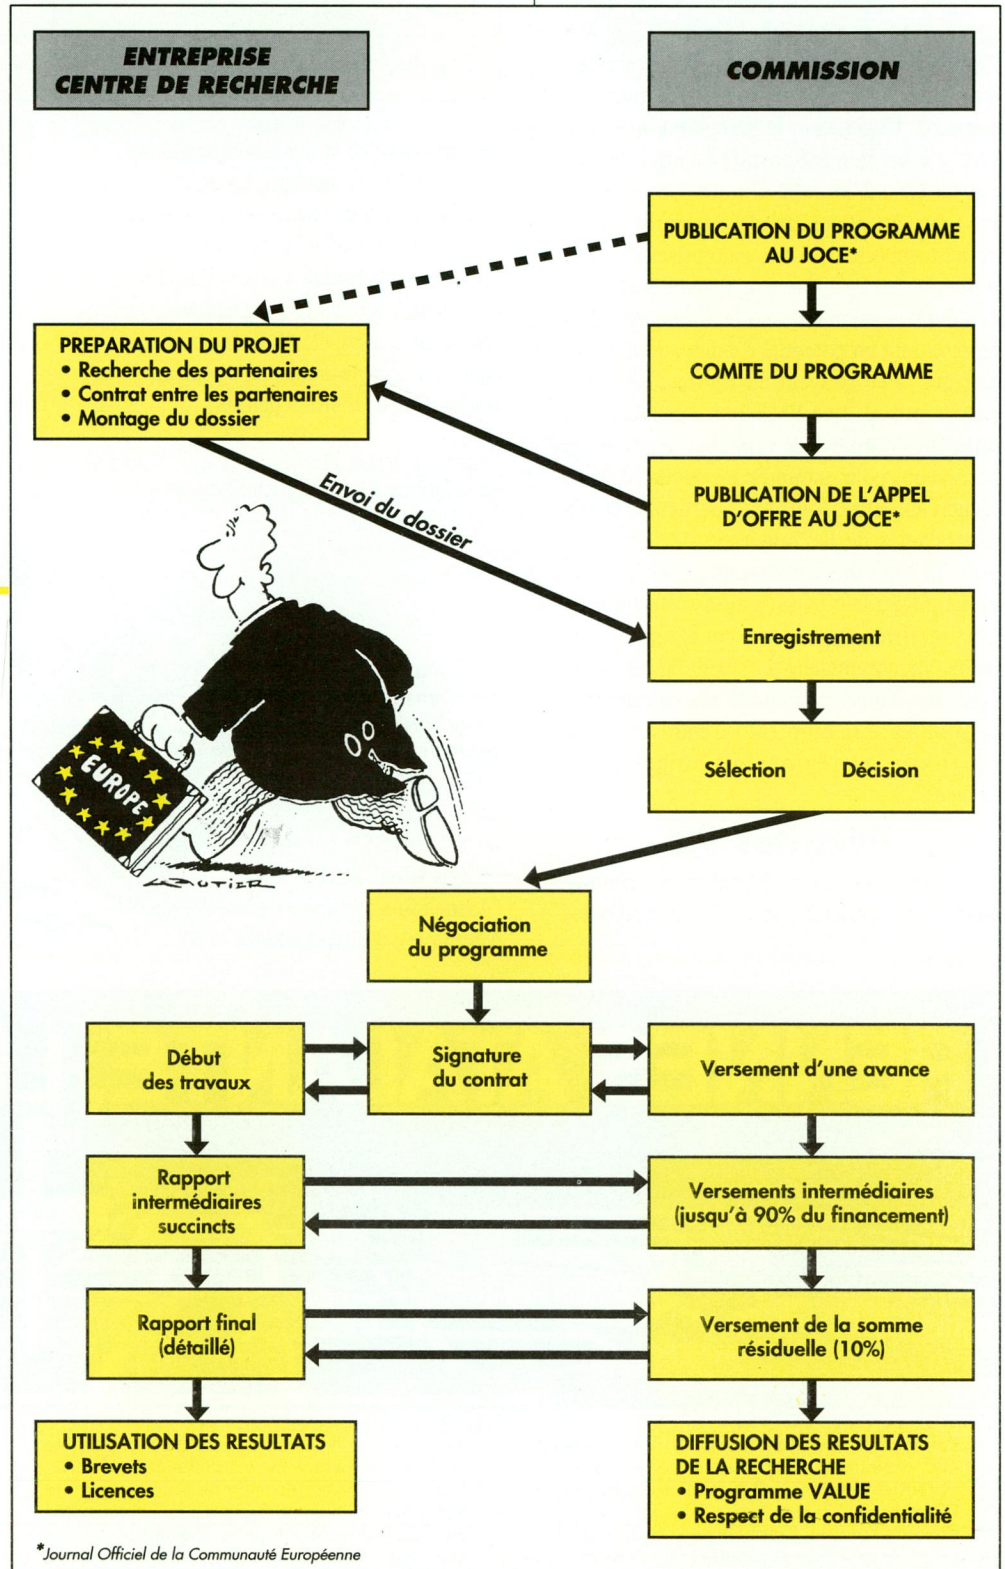 ENTREPRISE
CENTRE DE RECHERCHE
COMMISSION
PUBLICATION DU PROGRAMME
AU JOCE*
PREPARATION DU PROJET
• Recherche des partenaires
• Contrat entre les partenaires
• Montage du dossier
COMITE DU PROGRAMME
PUBLICATION DE L'APPEL
D'OFFRE AU JOCE*
Envoi du dossier
Enregistrement
Sélection Décision
EUROPE
Négociation
du programme
Début
des travaux
Signature
du contrat
Versement d'une avance
Rapport
intermédiaires
succincts
Versements intermédiaires
(jusqu'à 90% du financement)
Rapport final
(détaillé)
Versement de la somme
résiduelle (10%)
UTILISATION DES RESULTATS
• Brevets
• Licences
DIFFUSION DES RESULTATS
DE LA RECHERCHE
• Programme VALUE
• Respect de la confidentialité
*Journal Officiel de la Communauté Européenne